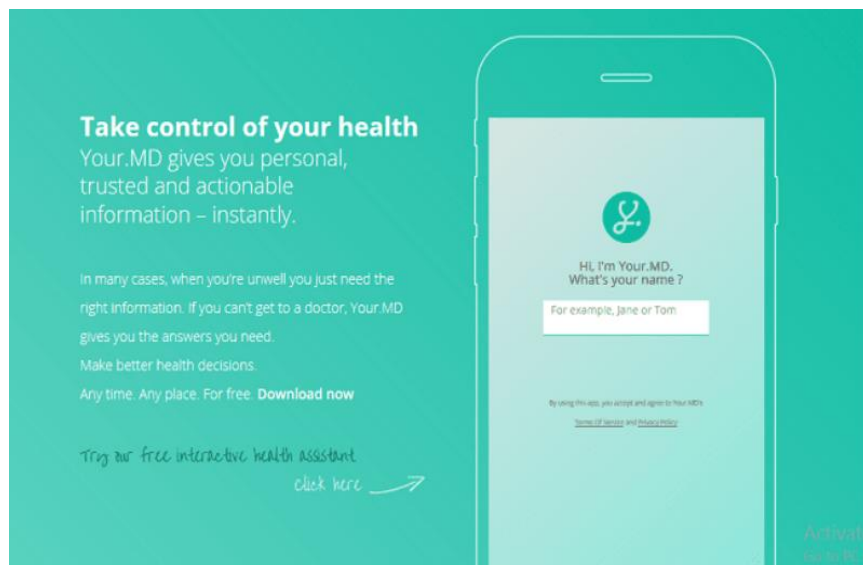 Take control of your health
Your.MD gives you personal,
trusted and actionable
information – instantly.
In many cases, when you're unwell you just need the
right information. If you can't get to a doctor, Your.MD
gives you the answers you need.
Make better health decisions.
Any time. Any place. For free. Download now
Try our free interactive health assistant
click here
Hi, I'm Your.MD.
What's your name ?
For example, Jane or Tom
By using this app, you accept and agree to Your.MD's
Terms Of Service and Privacy Policy
Activat
Go to PC